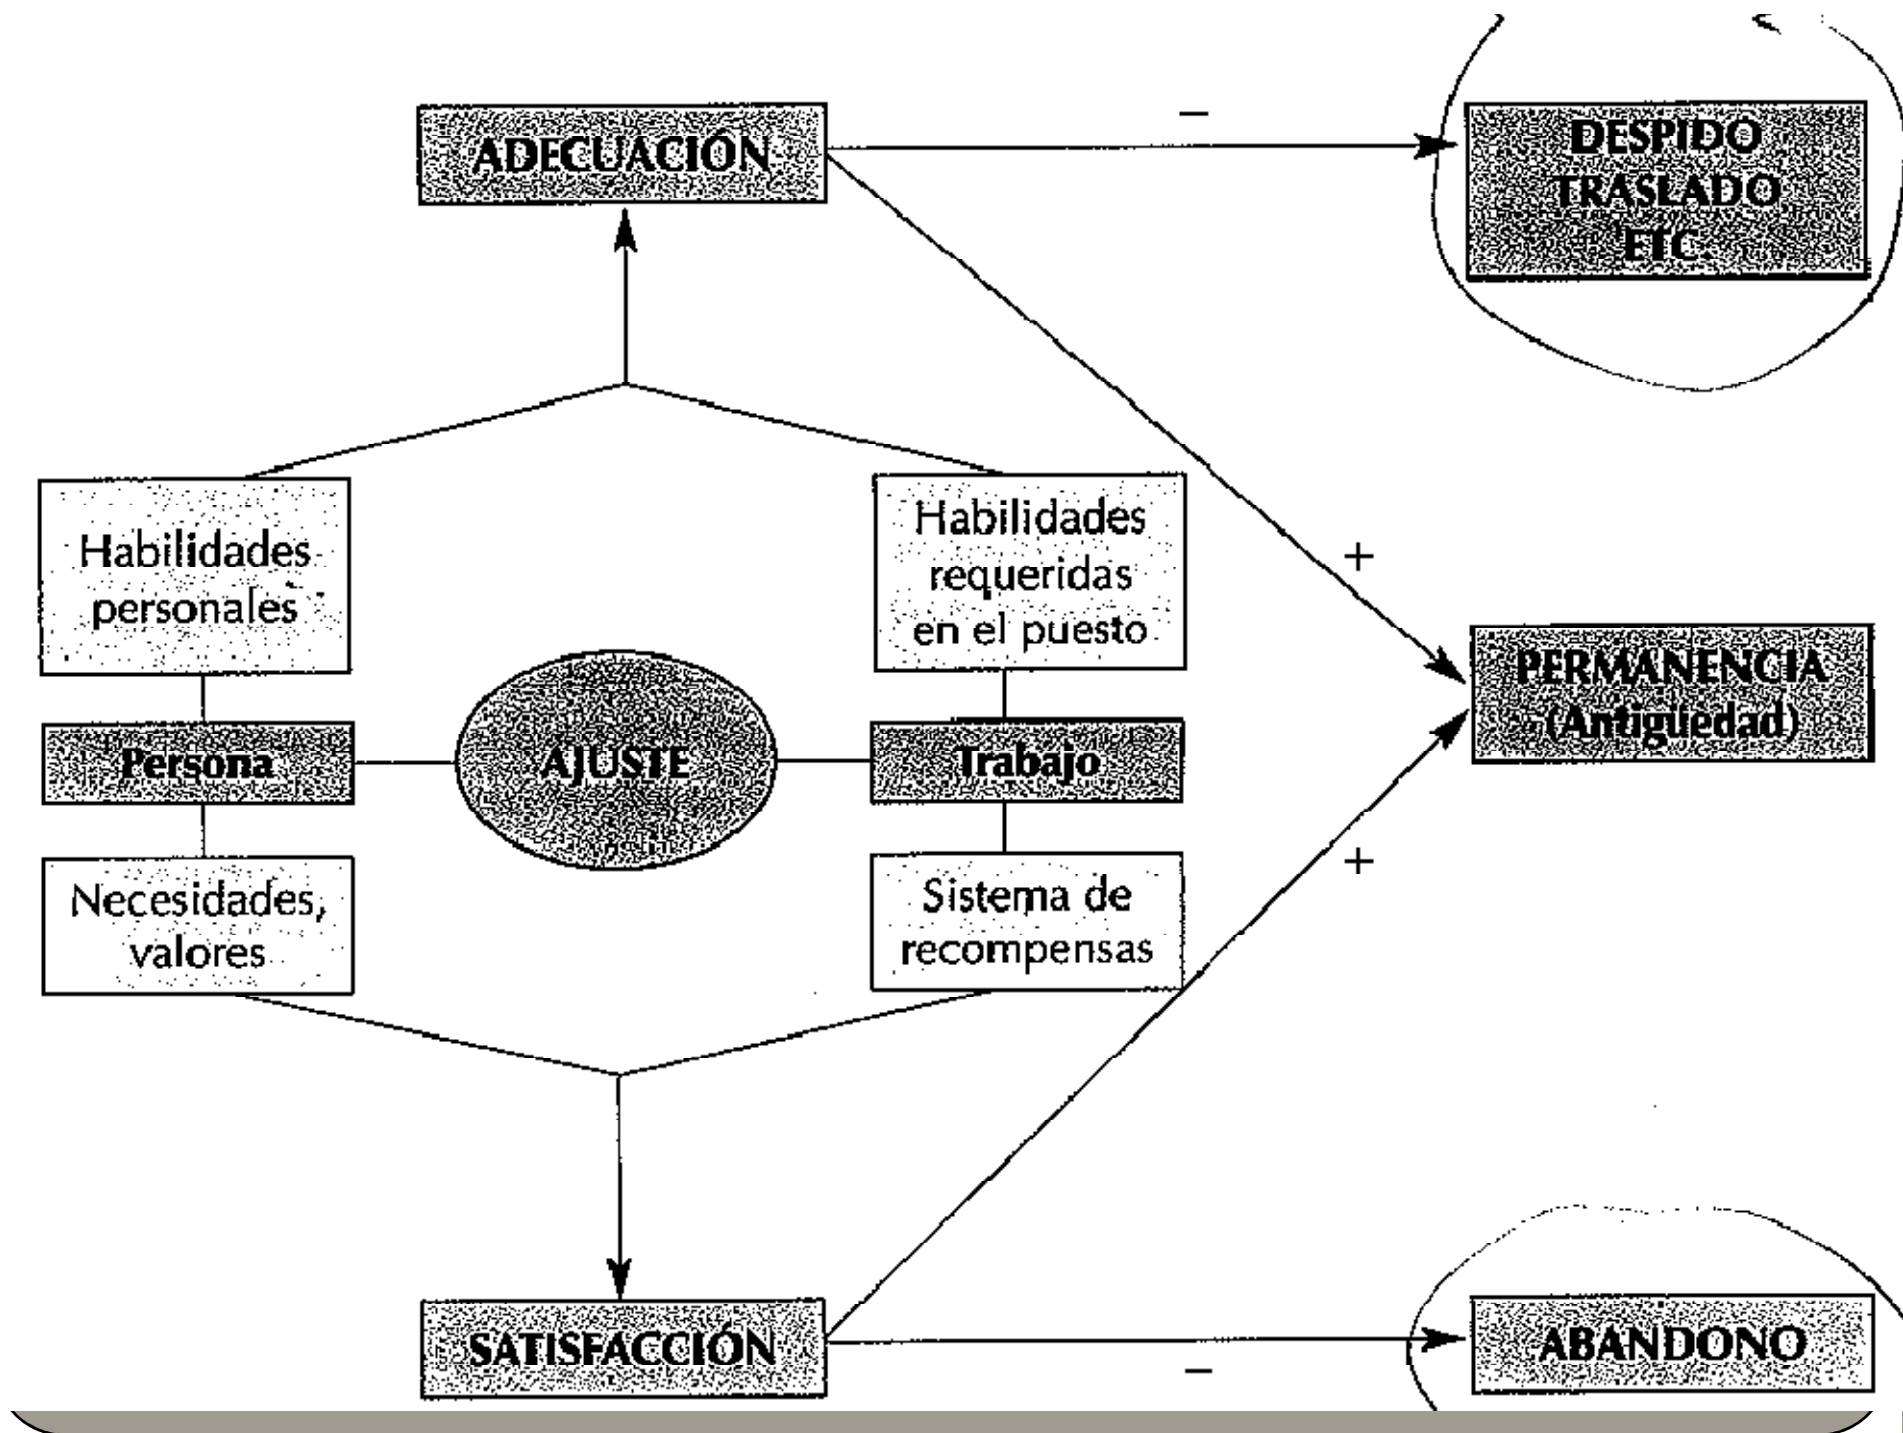 ADECUACIÓN
−
DESPIDO
TRASLADO
ETC.
Habilidades
personales
Habilidades
requeridas
en el puesto
+
PERMANENCIA
(Antigüedad)
Persona
AJUSTE
Trabajo
+
Necesidades,
valores
Sistema de
recompensas
SATISFACCIÓN
−
ABANDONO